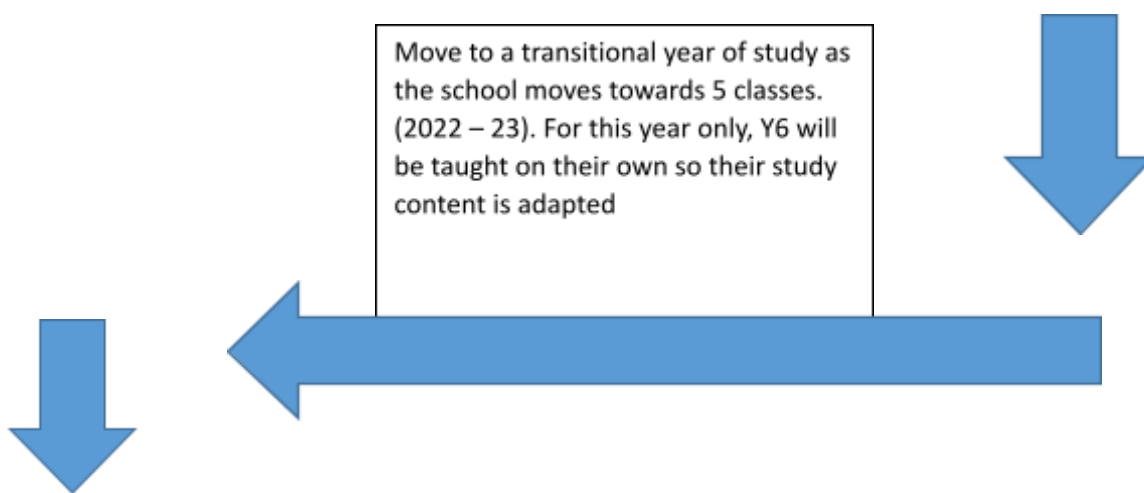 Move to a transitional year of study as
the school moves towards 5 classes.
(2022 – 23). For this year only, Y6 will
be taught on their own so their study
content is adapted